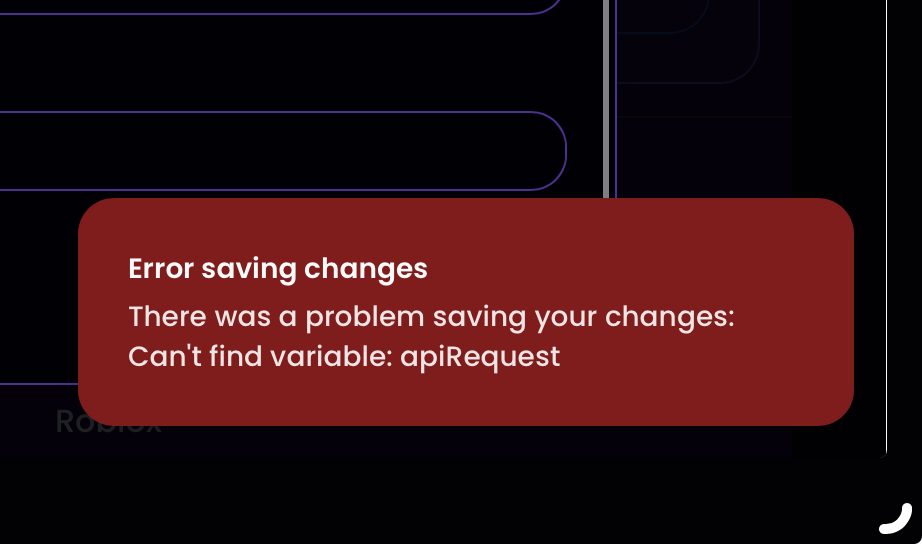 Error saving changes
There was a problem saving your changes:
Can't find variable: apiRequest
Roblox